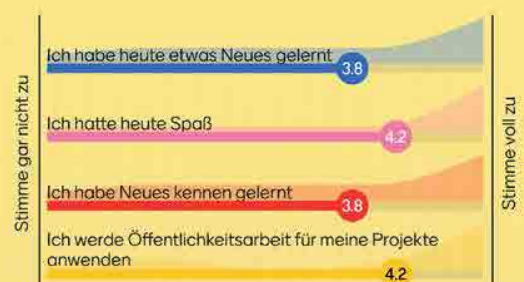 Stimme gar nicht zu
Ich habe heute etwas Neues gelernt
3.8
Ich hatte heute Spaß
4.2
Ich habe Neues kennen gelernt
3.8
Ich werde Öffentlichkeitsarbeit für meine Projekte
anwenden
4.2
Stimme voll zu